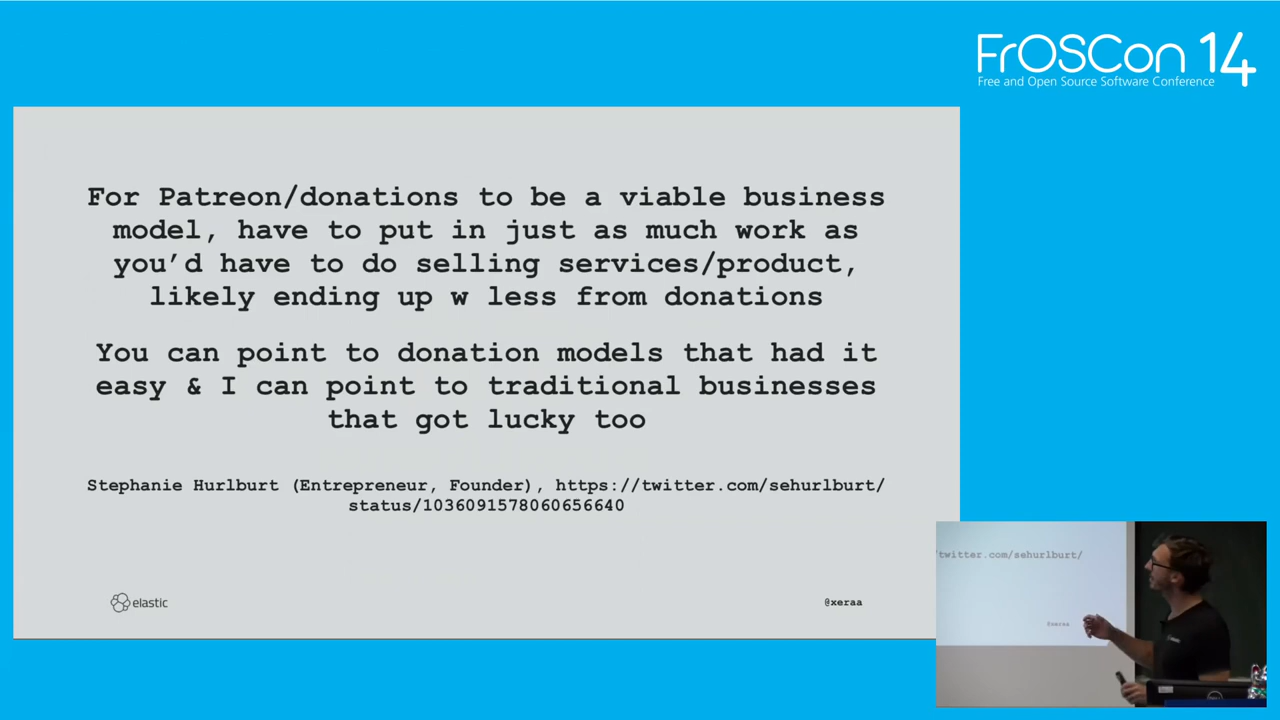 FrOSCon 14
Free and Open Source Software Conference
For Patreon/donations to be a viable business
model, have to put in just as much work as
you’d have to do selling services/product,
likely ending up w less from donations
You can point to donation models that had it
easy & I can point to traditional businesses
that got lucky too
Stephanie Hurlburt (Entrepreneur, Founder), https://twitter.com/sehurlburt/
status/1036091578060656640
elastic
@xeraa
/twitter.com/sehurlburt/
@xeraa